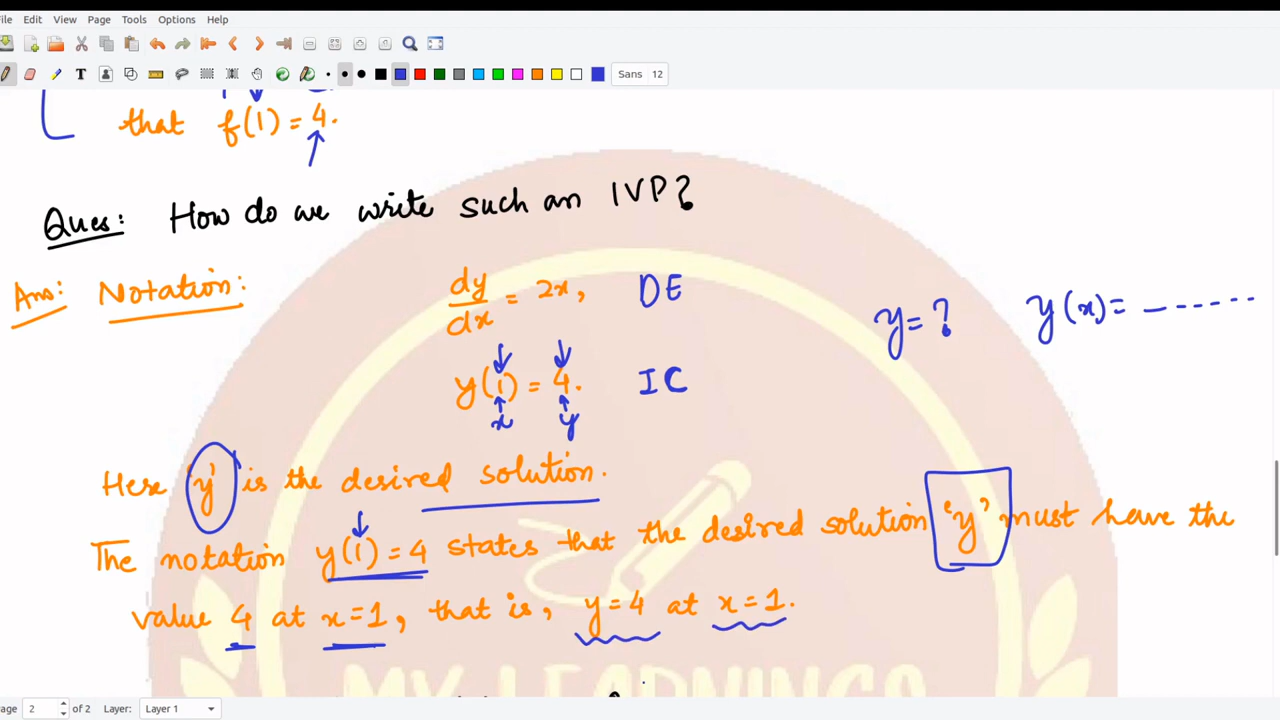 File Edit View Page Tools Options Help
Sans 12
that f(1) = 4.
Ques: How do we write such an IVP?
Ans: Notation: dy/dx = 2x, DE
y = ? y(x) = ------
y(1) = 4. IC
x y
Here 'y' is the desired solution.
The notation y(1) = 4 states that the desired solution 'y' must have the
value 4 at x=1, that is, y=4 at x=1.
MY LEARNINGS
Page 2 of 2 Layer: Layer 1